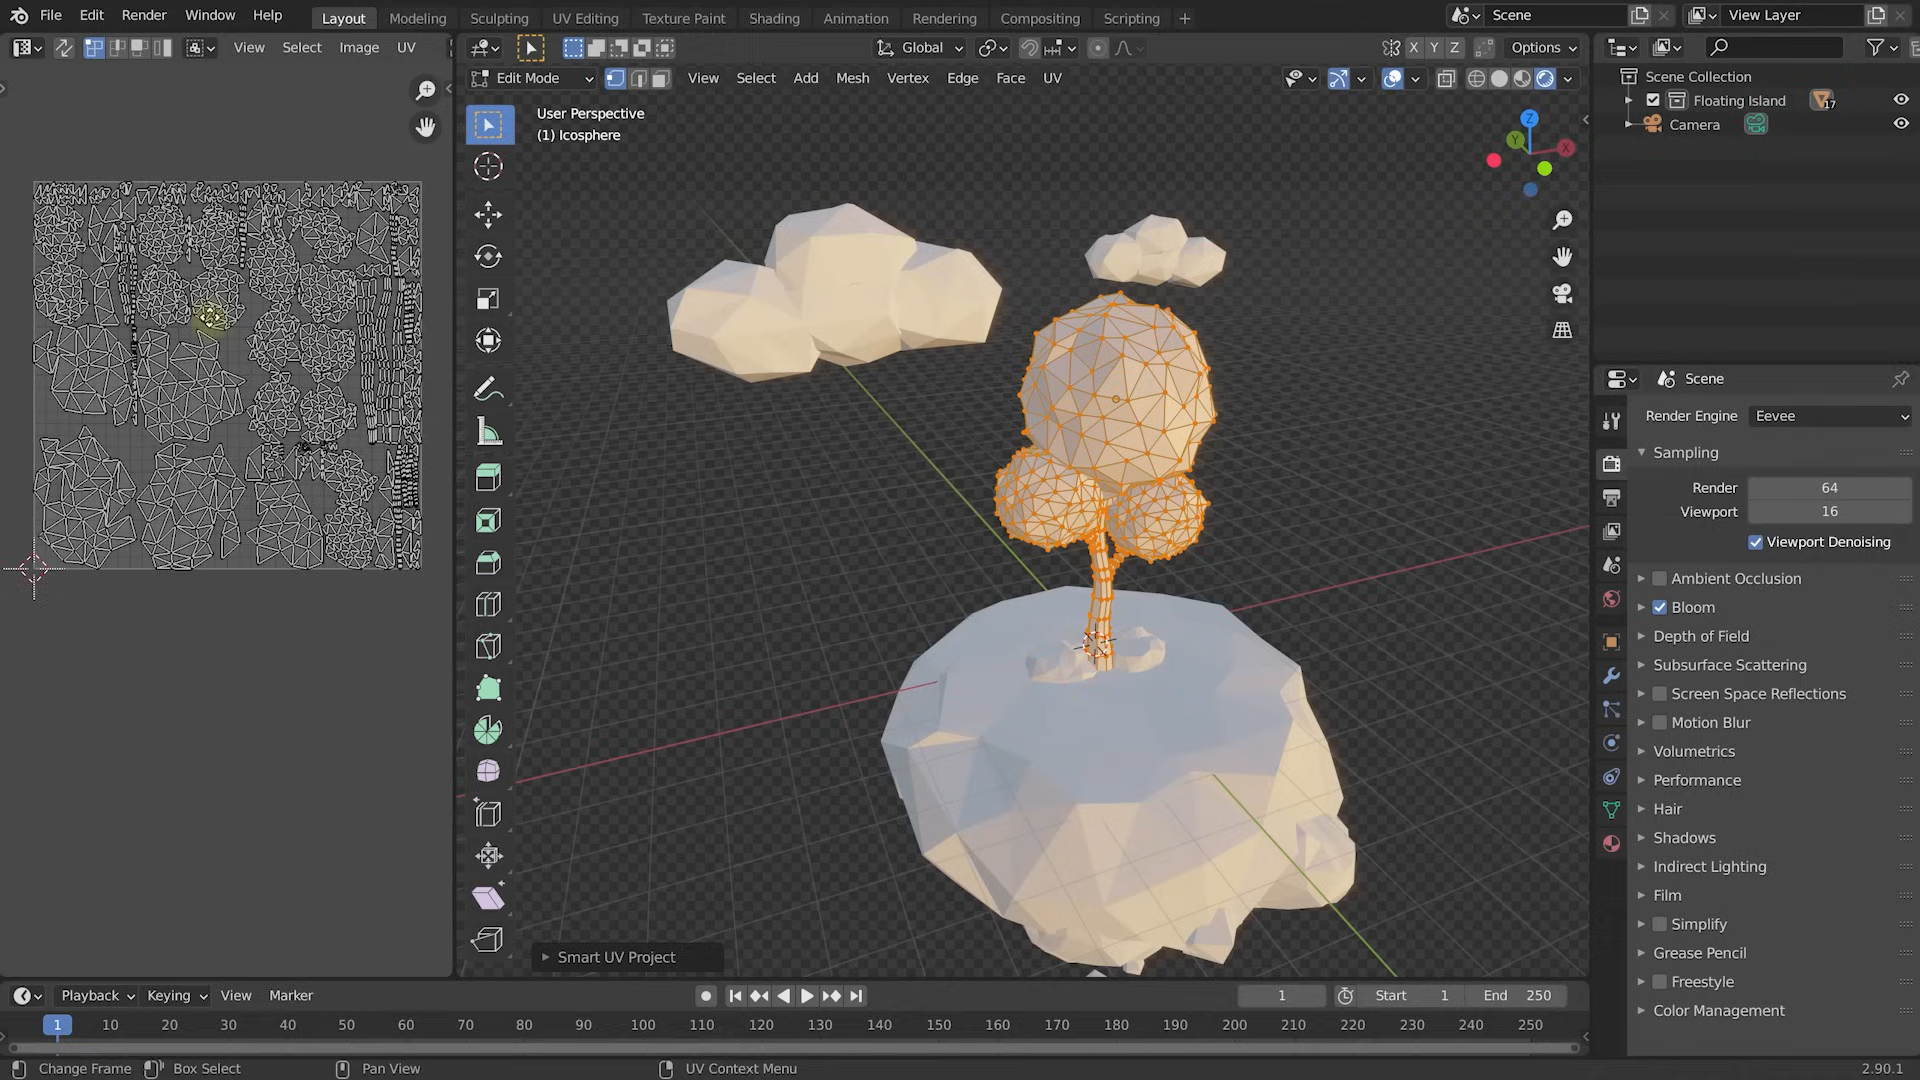 File Edit Render Window Help Layout Modeling Sculpting UV Editing Texture Paint Shading Animation Rendering Compositing Scripting + Scene View Layer
View Select Image UV Global X Y Z Options
Edit Mode View Select Add Mesh Vertex Edge Face UV
Scene Collection
Floating Island 17
Camera
User Perspective
(1) Icosphere
Z
Y
X
Scene
Render Engine Eevee
Sampling
Render 64
Viewport 16
Viewport Denoising
Ambient Occlusion
Bloom
Depth of Field
Subsurface Scattering
Screen Space Reflections
Motion Blur
Volumetrics
Performance
Hair
Shadows
Indirect Lighting
Film
Simplify
Grease Pencil
Freestyle
Color Management
Smart UV Project
Playback Keying View Marker 1 Start 1 End 250
1 10 20 30 40 50 60 70 80 90 100 110 120 130 140 150 160 170 180 190 200 210 220 230 240 250
Change Frame Box Select Pan View UV Context Menu 2.90.1